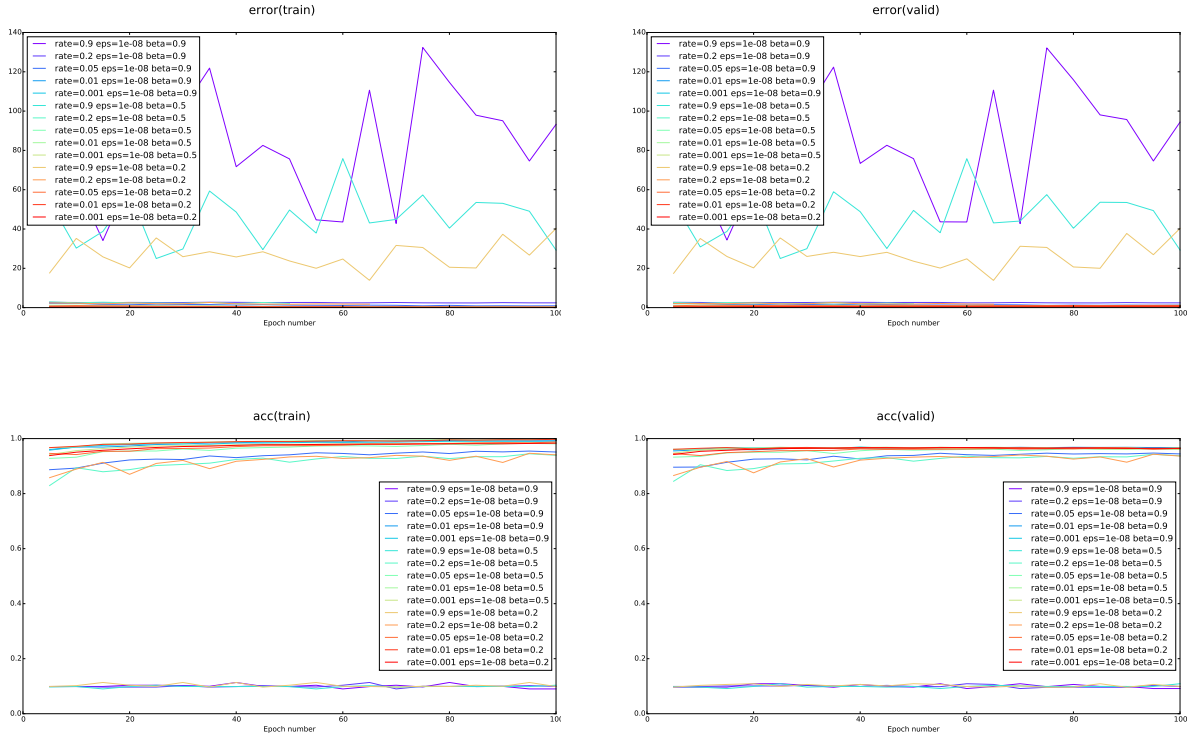 error(train)
140
120
100
80
60
40
20
0
rate=0.9 eps=1e-08 beta=0.9
rate=0.2 eps=1e-08 beta=0.9
rate=0.05 eps=1e-08 beta=0.9
rate=0.01 eps=1e-08 beta=0.9
rate=0.001 eps=1e-08 beta=0.9
rate=0.9 eps=1e-08 beta=0.5
rate=0.2 eps=1e-08 beta=0.5
rate=0.05 eps=1e-08 beta=0.5
rate=0.01 eps=1e-08 beta=0.5
rate=0.001 eps=1e-08 beta=0.5
rate=0.9 eps=1e-08 beta=0.2
rate=0.2 eps=1e-08 beta=0.2
rate=0.05 eps=1e-08 beta=0.2
rate=0.01 eps=1e-08 beta=0.2
rate=0.001 eps=1e-08 beta=0.2
0 20 40 60 80 100
Epoch number
error(valid)
140
120
100
80
60
40
20
0
rate=0.9 eps=1e-08 beta=0.9
rate=0.2 eps=1e-08 beta=0.9
rate=0.05 eps=1e-08 beta=0.9
rate=0.01 eps=1e-08 beta=0.9
rate=0.001 eps=1e-08 beta=0.9
rate=0.9 eps=1e-08 beta=0.5
rate=0.2 eps=1e-08 beta=0.5
rate=0.05 eps=1e-08 beta=0.5
rate=0.01 eps=1e-08 beta=0.5
rate=0.001 eps=1e-08 beta=0.5
rate=0.9 eps=1e-08 beta=0.2
rate=0.2 eps=1e-08 beta=0.2
rate=0.05 eps=1e-08 beta=0.2
rate=0.01 eps=1e-08 beta=0.2
rate=0.001 eps=1e-08 beta=0.2
0 20 40 60 80 100
Epoch number
acc(train)
1.0
0.8
0.6
0.4
0.2
0.0
rate=0.9 eps=1e-08 beta=0.9
rate=0.2 eps=1e-08 beta=0.9
rate=0.05 eps=1e-08 beta=0.9
rate=0.01 eps=1e-08 beta=0.9
rate=0.001 eps=1e-08 beta=0.9
rate=0.9 eps=1e-08 beta=0.5
rate=0.2 eps=1e-08 beta=0.5
rate=0.05 eps=1e-08 beta=0.5
rate=0.01 eps=1e-08 beta=0.5
rate=0.001 eps=1e-08 beta=0.5
rate=0.9 eps=1e-08 beta=0.2
rate=0.2 eps=1e-08 beta=0.2
rate=0.05 eps=1e-08 beta=0.2
rate=0.01 eps=1e-08 beta=0.2
rate=0.001 eps=1e-08 beta=0.2
0 20 40 60 80 100
Epoch number
acc(valid)
1.0
0.8
0.6
0.4
0.2
0.0
rate=0.9 eps=1e-08 beta=0.9
rate=0.2 eps=1e-08 beta=0.9
rate=0.05 eps=1e-08 beta=0.9
rate=0.01 eps=1e-08 beta=0.9
rate=0.001 eps=1e-08 beta=0.9
rate=0.9 eps=1e-08 beta=0.5
rate=0.2 eps=1e-08 beta=0.5
rate=0.05 eps=1e-08 beta=0.5
rate=0.01 eps=1e-08 beta=0.5
rate=0.001 eps=1e-08 beta=0.5
rate=0.9 eps=1e-08 beta=0.2
rate=0.2 eps=1e-08 beta=0.2
rate=0.05 eps=1e-08 beta=0.2
rate=0.01 eps=1e-08 beta=0.2
rate=0.001 eps=1e-08 beta=0.2
0 20 40 60 80 100
Epoch number